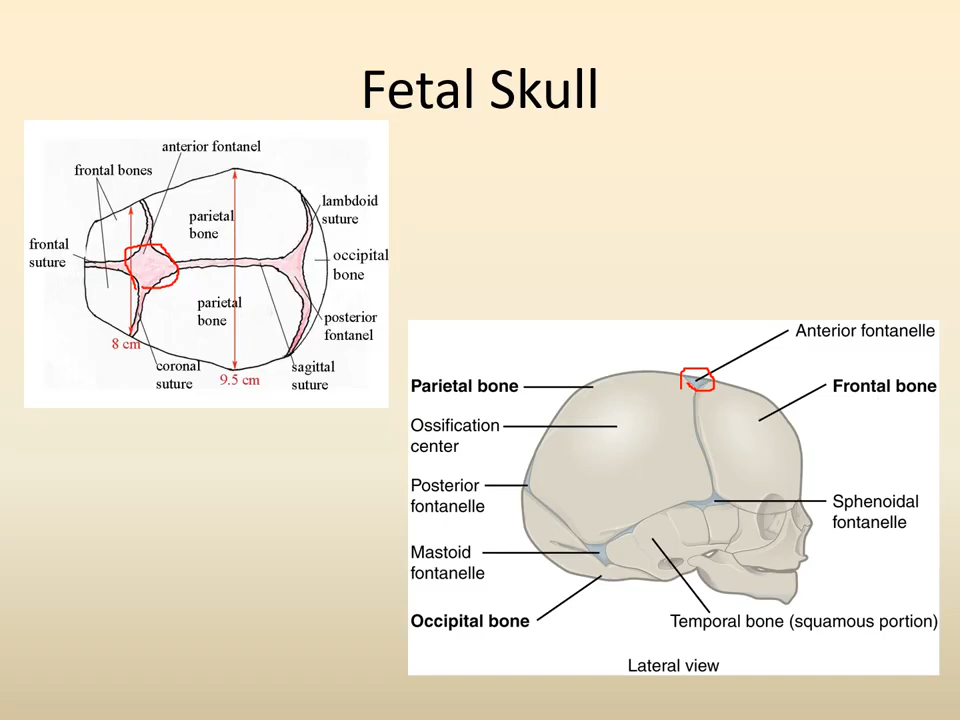 Fetal Skull
anterior fontanel
frontal bones
lambdoid
suture
parietal
bone
frontal
suture
occipital
bone
parietal
bone
posterior
fontanel
8 cm
coronal
suture
9.5 cm
sagittal
suture
Anterior fontanelle
Parietal bone
Frontal bone
Ossification
center
Posterior
fontanelle
Sphenoidal
fontanelle
Mastoid
fontanelle
Occipital bone
Temporal bone (squamous portion)
Lateral view